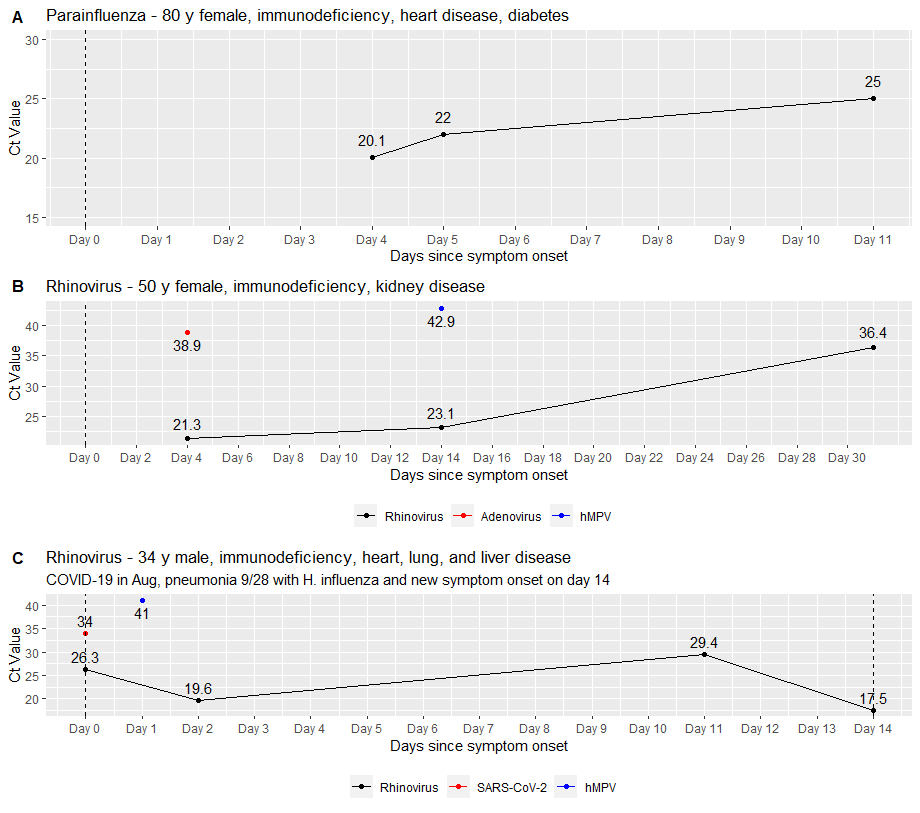 A Parainfluenza - 80 y female, immunodeficiency, heart disease, diabetes
30
25
20
15
Ct Value
20.1
22
25
Day 0 Day 1 Day 2 Day 3 Day 4 Day 5 Day 6 Day 7 Day 8 Day 9 Day 10 Day 11
Days since symptom onset
B Rhinovirus - 50 y female, immunodeficiency, kidney disease
40
35
30
25
Ct Value
38.9
42.9
36.4
21.3
23.1
Day 0 Day 2 Day 4 Day 6 Day 8 Day 10 Day 12 Day 14 Day 16 Day 18 Day 20 Day 22 Day 24 Day 26 Day 28 Day 30
Days since symptom onset
Rhinovirus Adenovirus hMPV
C Rhinovirus - 34 y male, immunodeficiency, heart, lung, and liver disease
COVID-19 in Aug, pneumonia 9/28 with H. influenza and new symptom onset on day 14
40
35
30
25
20
Ct Value
34
41
26.3
19.6
29.4
17.5
Day 0 Day 1 Day 2 Day 3 Day 4 Day 5 Day 6 Day 7 Day 8 Day 9 Day 10 Day 11 Day 12 Day 13 Day 14
Days since symptom onset
Rhinovirus SARS-CoV-2 hMPV